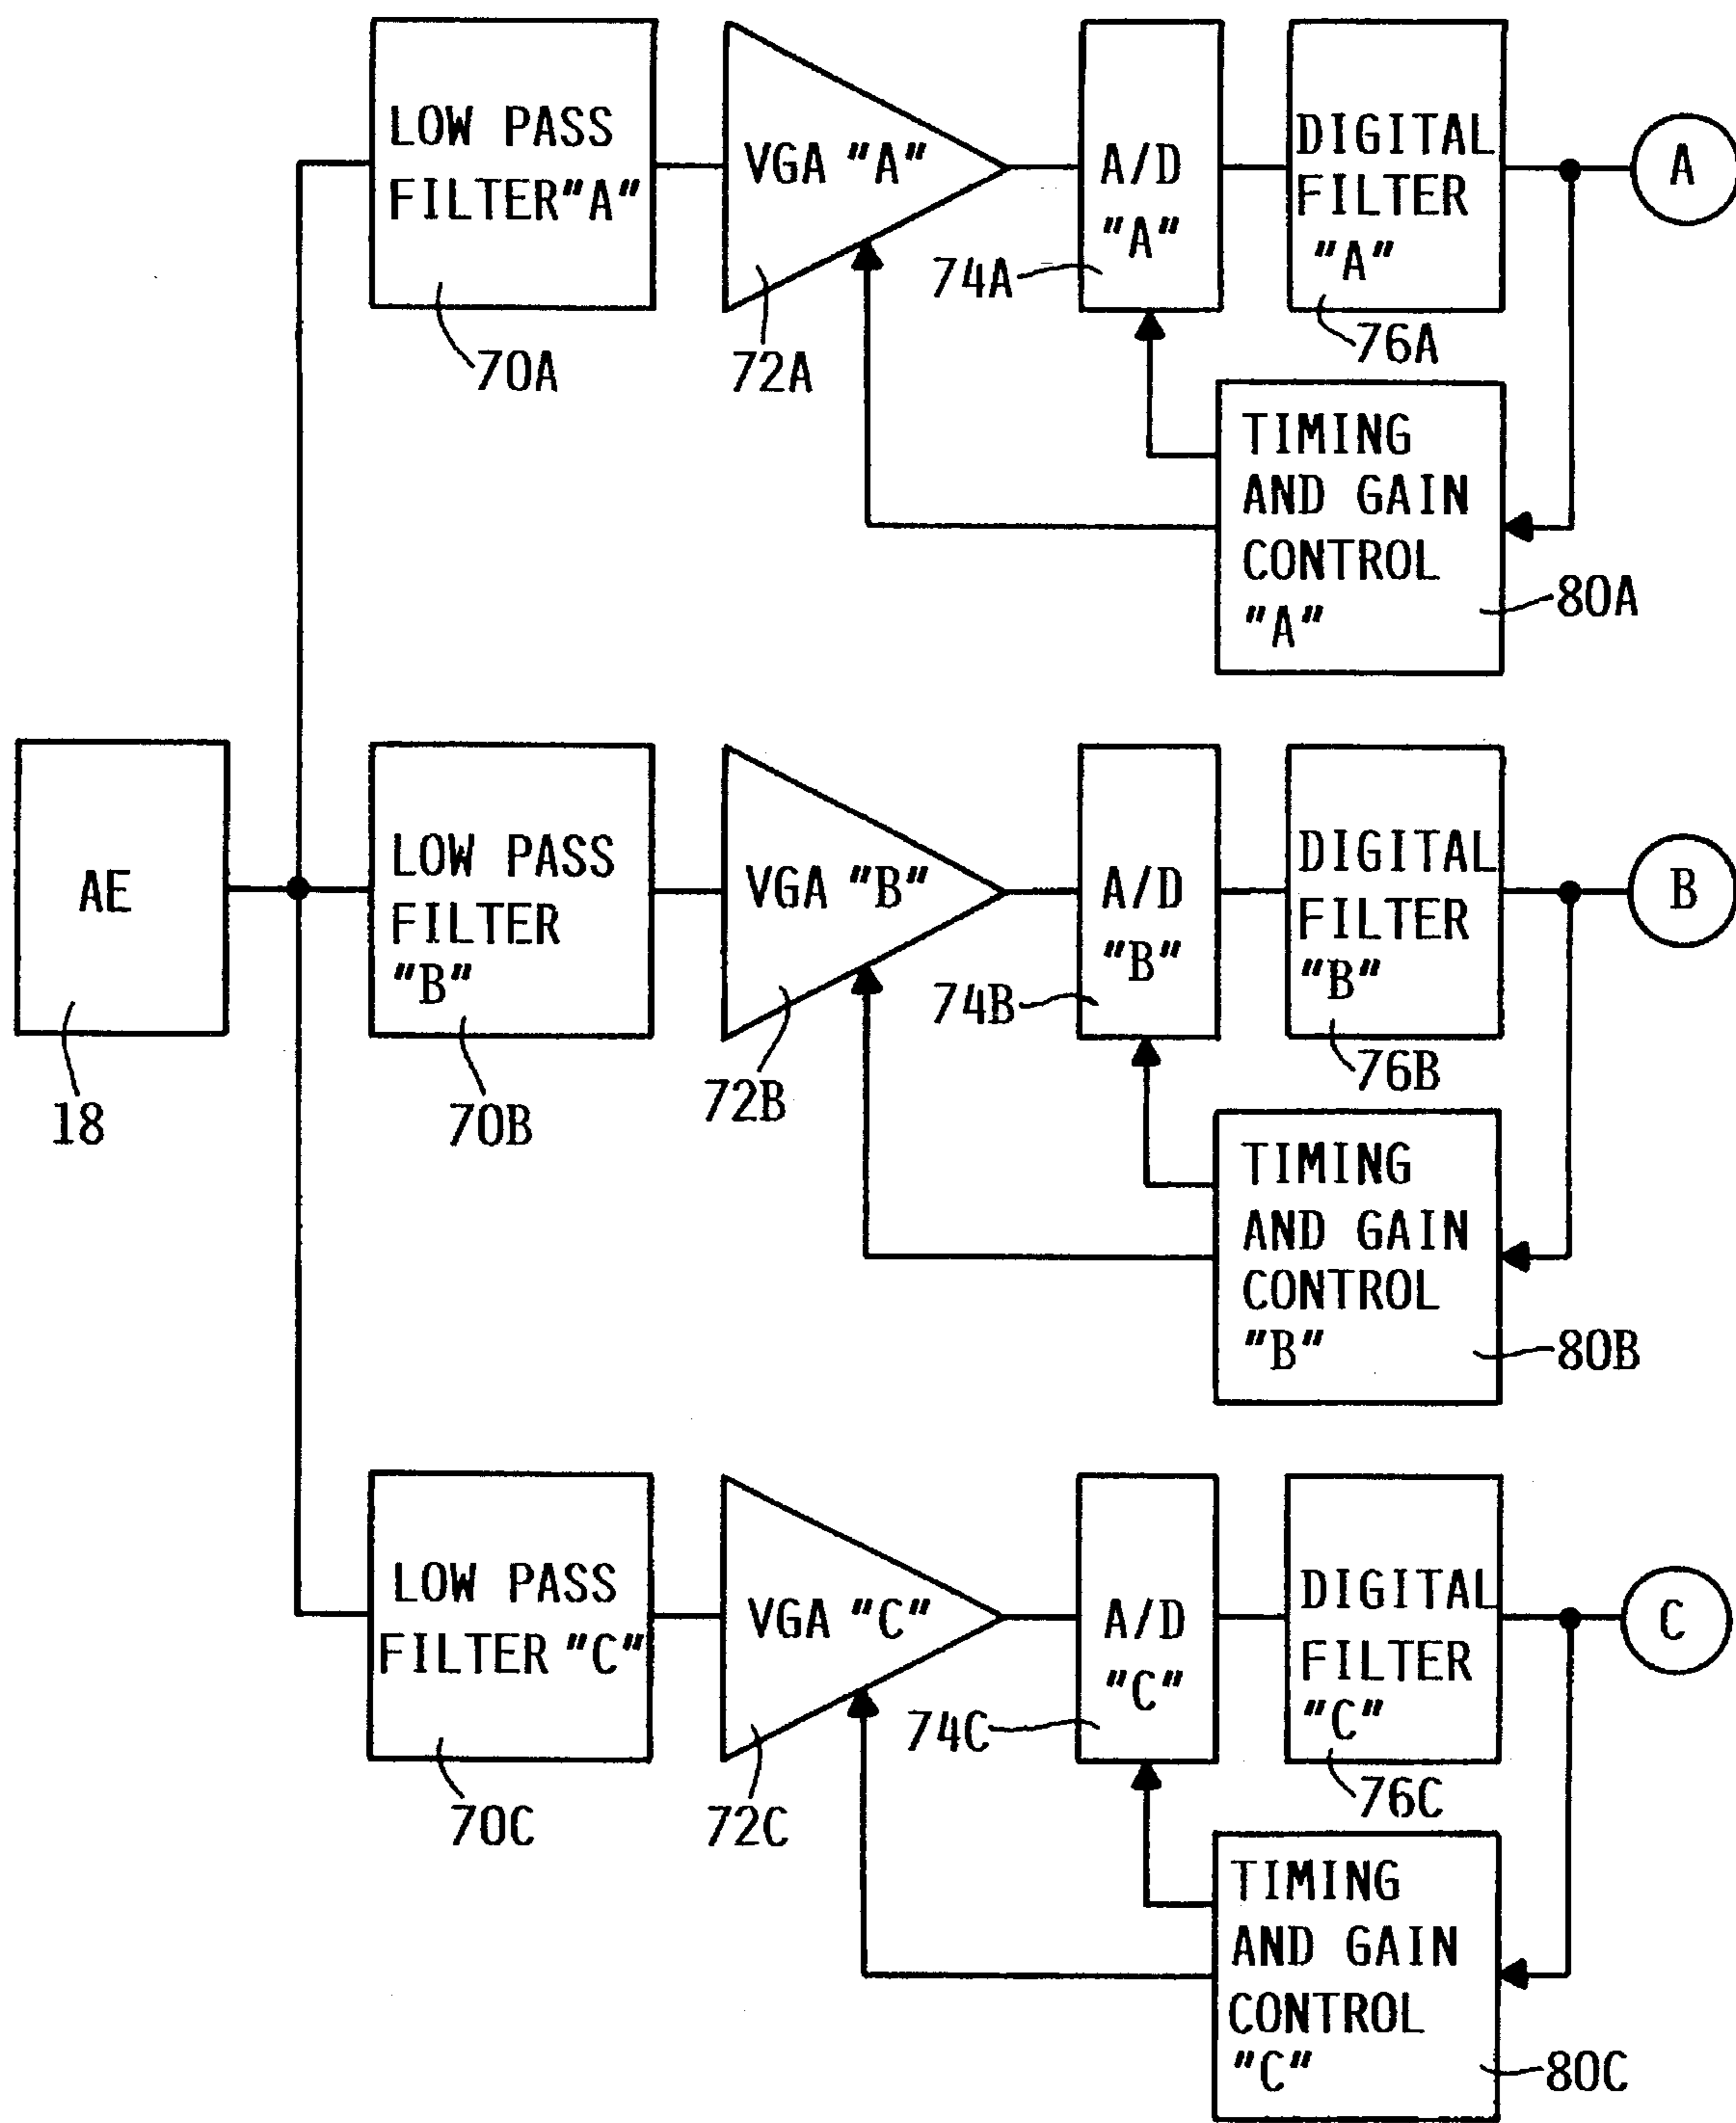 LOW PASS
FILTER"A"
VGA "A"
A/D
"A"
DIGITAL
FILTER
"A"
A
70A
72A
74A
76A
TIMING
AND GAIN
CONTROL
"A"
80A
AE
18
LOW PASS
FILTER
"B"
VGA "B"
A/D
"B"
DIGITAL
FILTER
"B"
B
70B
72B
74B
76B
TIMING
AND GAIN
CONTROL
"B"
80B
LOW PASS
FILTER "C"
VGA "C"
A/D
"C"
DIGITAL
FILTER
"C"
C
70C
72C
74C
76C
TIMING
AND GAIN
CONTROL
"C"
80C